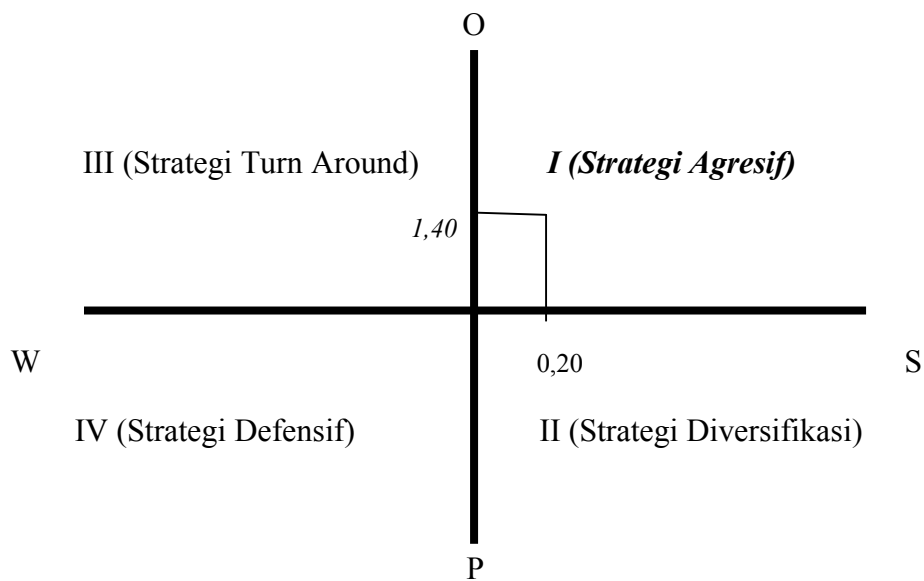 O
III (Strategi Turn Around)
I (Strategi Agresif)
1,40
W
0,20
S
IV (Strategi Defensif)
II (Strategi Diversifikasi)
P